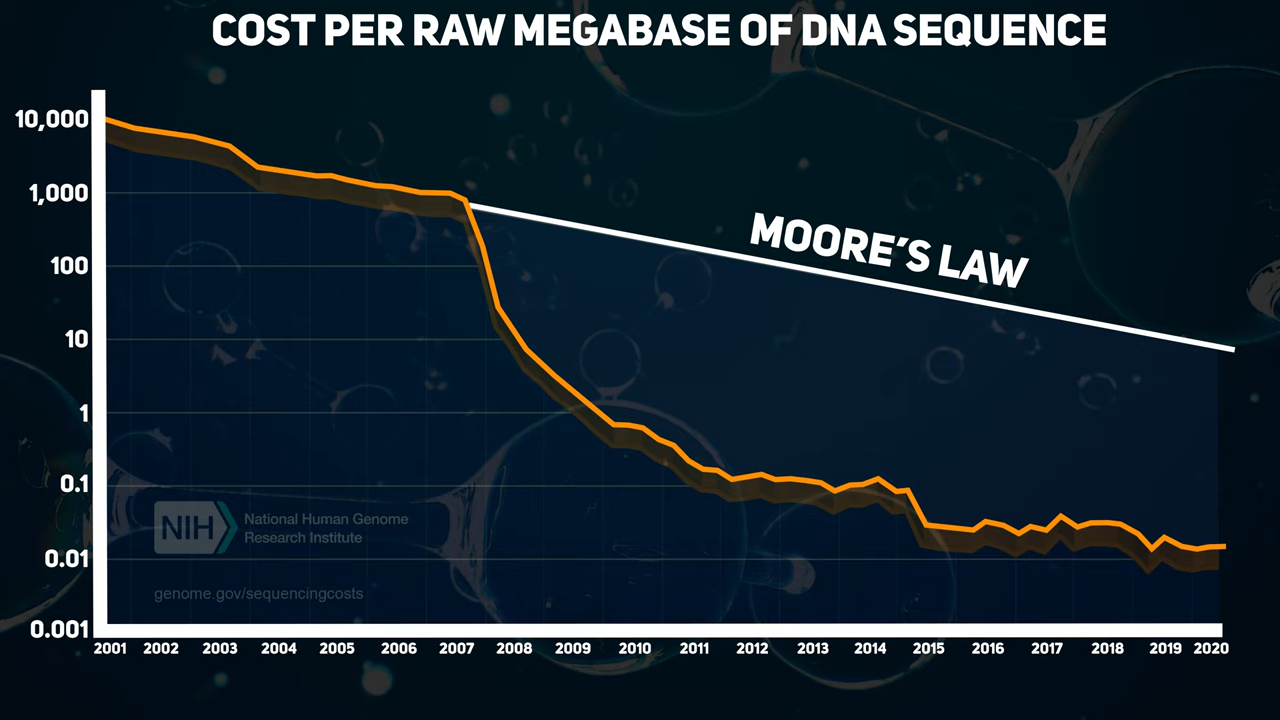 COST PER RAW MEGABASE OF DNA SEQUENCE
10,000
1,000
100
10
1
0.1
0.01
0.001
MOORE'S LAW
NIH National Human Genome
Research Institute
genome.gov/sequencingcosts
2001 2002 2003 2004 2005 2006 2007 2008 2009 2010 2011 2012 2013 2014 2015 2016 2017 2018 2019 2020